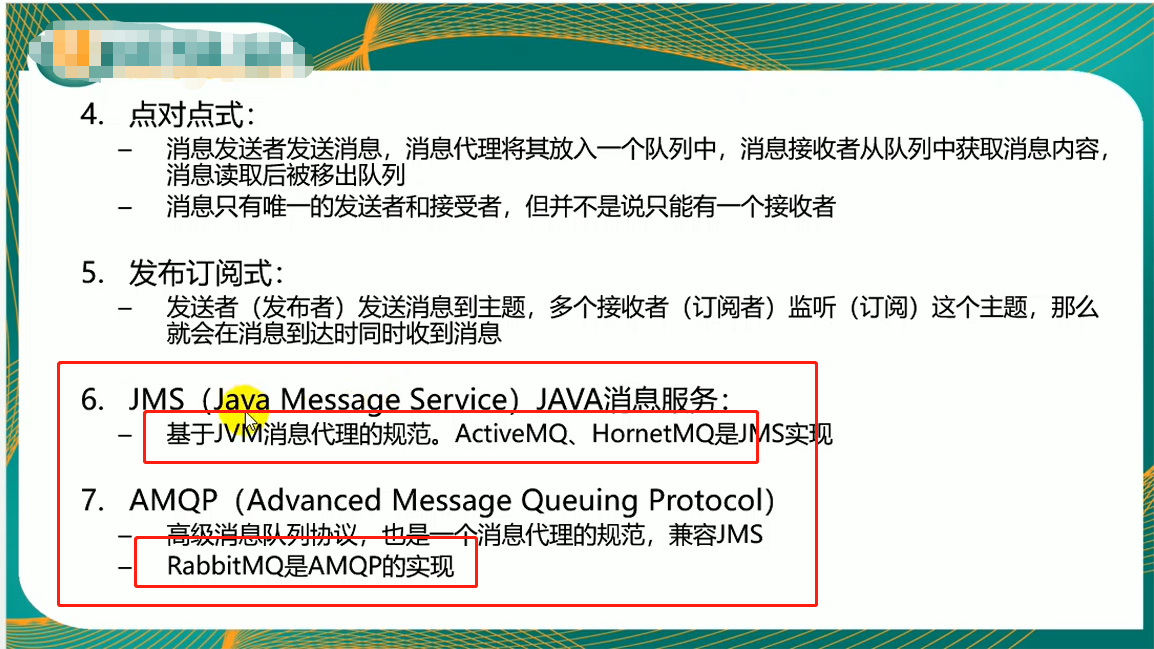 4. 点对点式：
– 消息发送者发送消息，消息代理将其放入一个队列中，消息接收者从队列中获取消息内容，
消息读取后被移出队列
– 消息只有唯一的发送者和接受者，但并不是说只能有一个接收者
5. 发布订阅式：
– 发送者（发布者）发送消息到主题，多个接收者（订阅者）监听（订阅）这个主题，那么
就会在消息到达时同时收到消息
6. JMS（Java Message Service）JAVA消息服务：
– 基于JVM消息代理的规范。ActiveMQ、HornetMQ是JMS实现
7. AMQP（Advanced Message Queuing Protocol）
– 高级消息队列协议，也是一个消息代理的规范，兼容JMS
– RabbitMQ是AMQP的实现